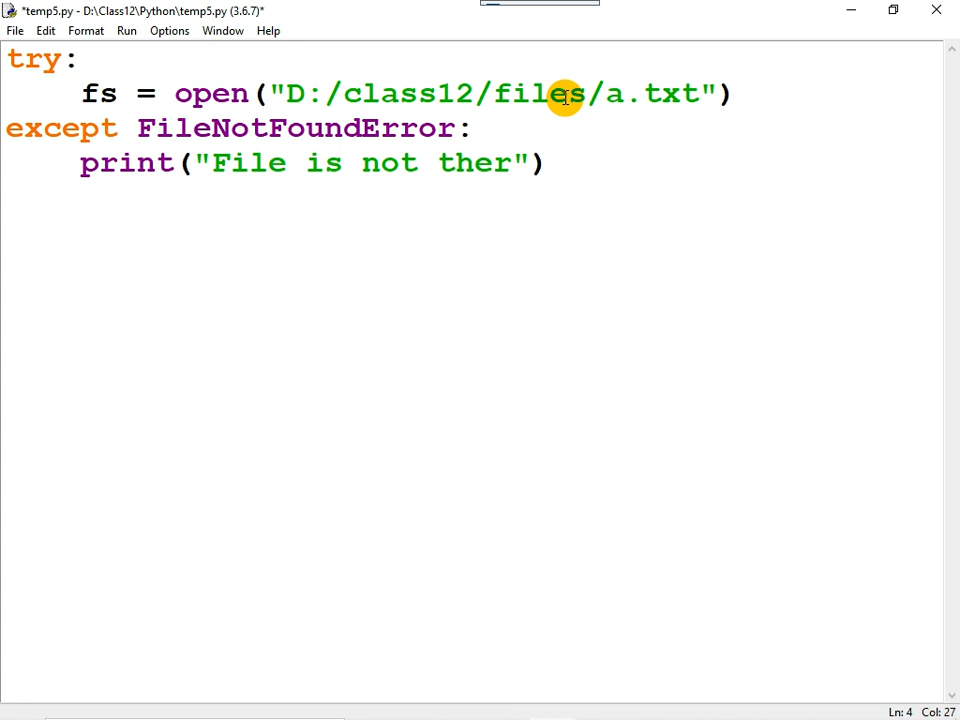 *temp5.py - D:\Class12\Python\temp5.py (3.6.7)*
File Edit Format Run Options Window Help
try:
    fs = open("D:/class12/files/a.txt")
except FileNotFoundError:
    print("File is not ther")
Ln: 4 Col: 27